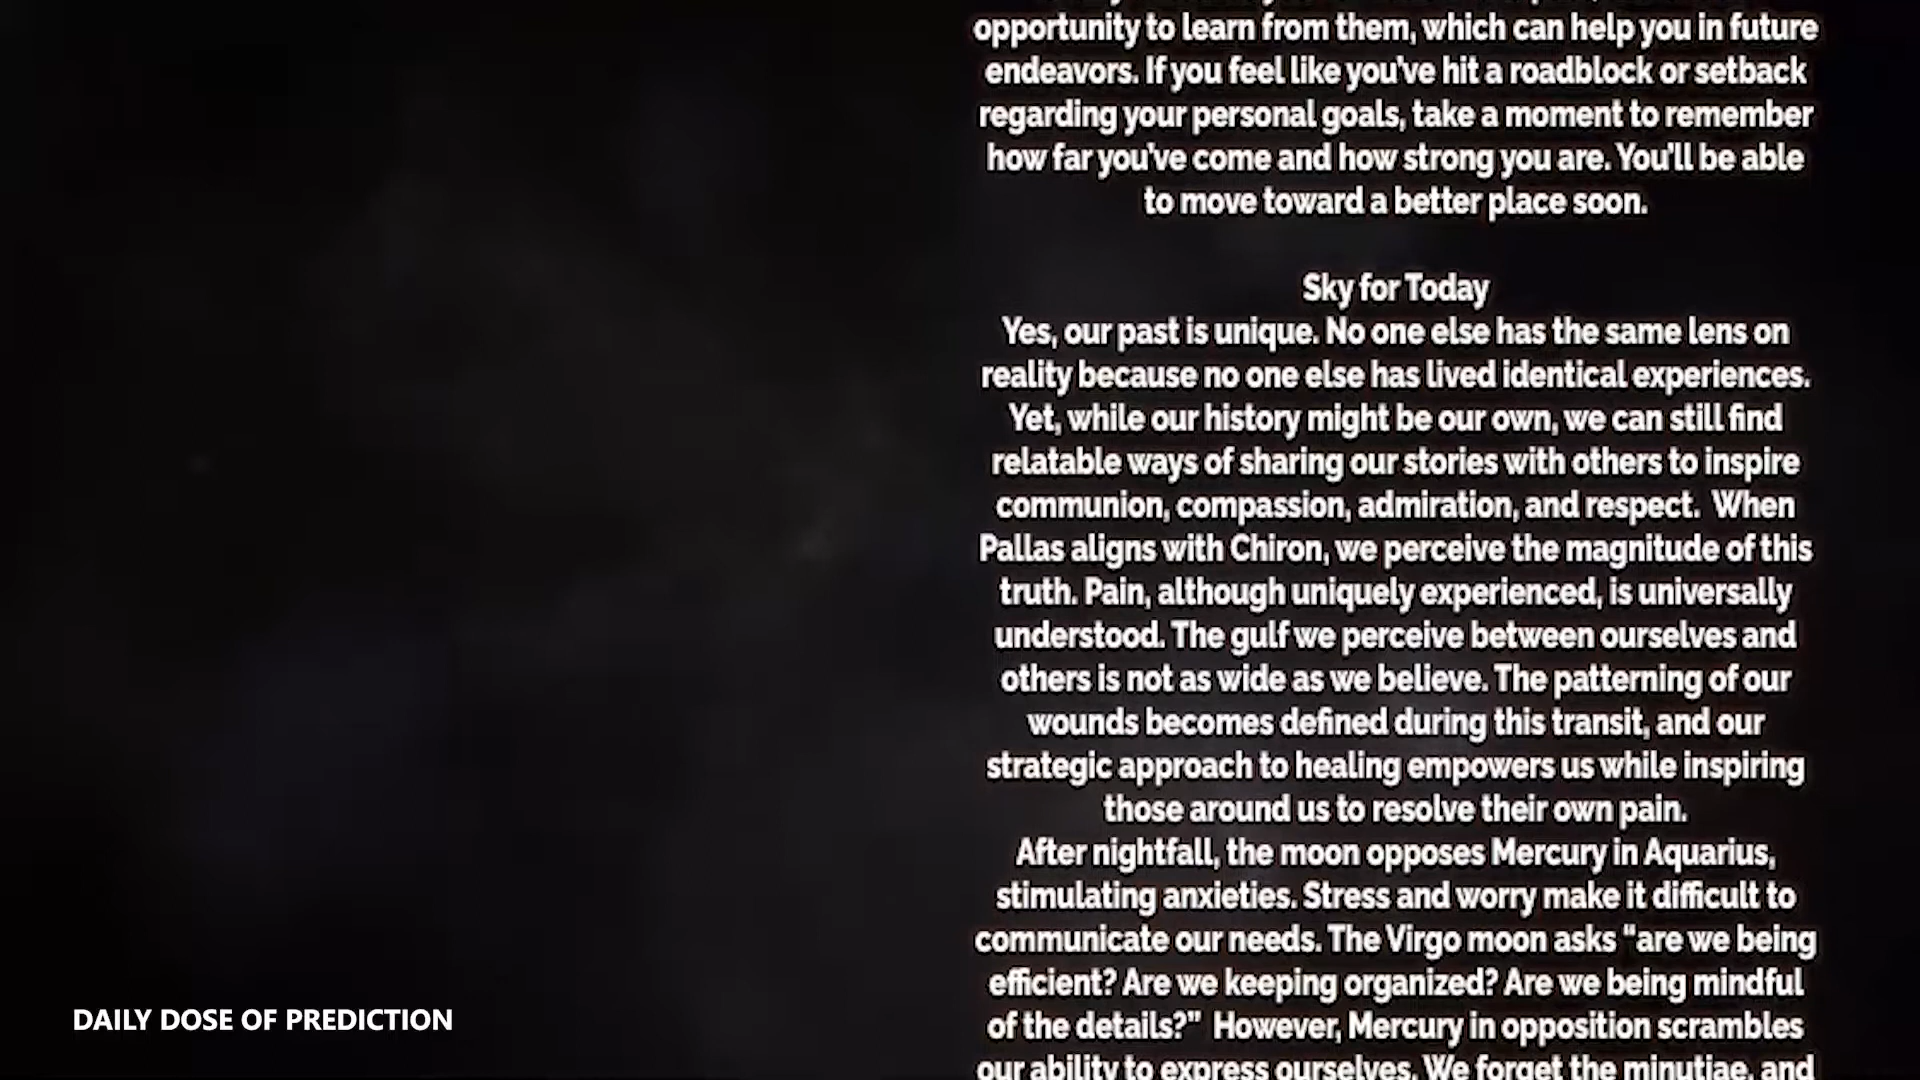 opportunity to learn from them, which can help you in future
endeavors. If you feel like you've hit a roadblock or setback
regarding your personal goals, take a moment to remember
how far you've come and how strong you are. You'll be able
to move toward a better place soon.
Sky for Today
Yes, our past is unique. No one else has the same lens on
reality because no one else has lived identical experiences.
Yet, while our history might be our own, we can still find
relatable ways of sharing our stories with others to inspire
communion, compassion, admiration, and respect.  When
Pallas aligns with Chiron, we perceive the magnitude of this
truth. Pain, although uniquely experienced, is universally
understood. The gulf we perceive between ourselves and
others is not as wide as we believe. The patterning of our
wounds becomes defined during this transit, and our
strategic approach to healing empowers us while inspiring
those around us to resolve their own pain.
After nightfall, the moon opposes Mercury in Aquarius,
stimulating anxieties. Stress and worry make it difficult to
communicate our needs. The Virgo moon asks "are we being
efficient? Are we keeping organized? Are we being mindful
of the details?"  However, Mercury in opposition scrambles
our ability to express ourselves. We forget the minutiae, and
DAILY DOSE OF PREDICTION